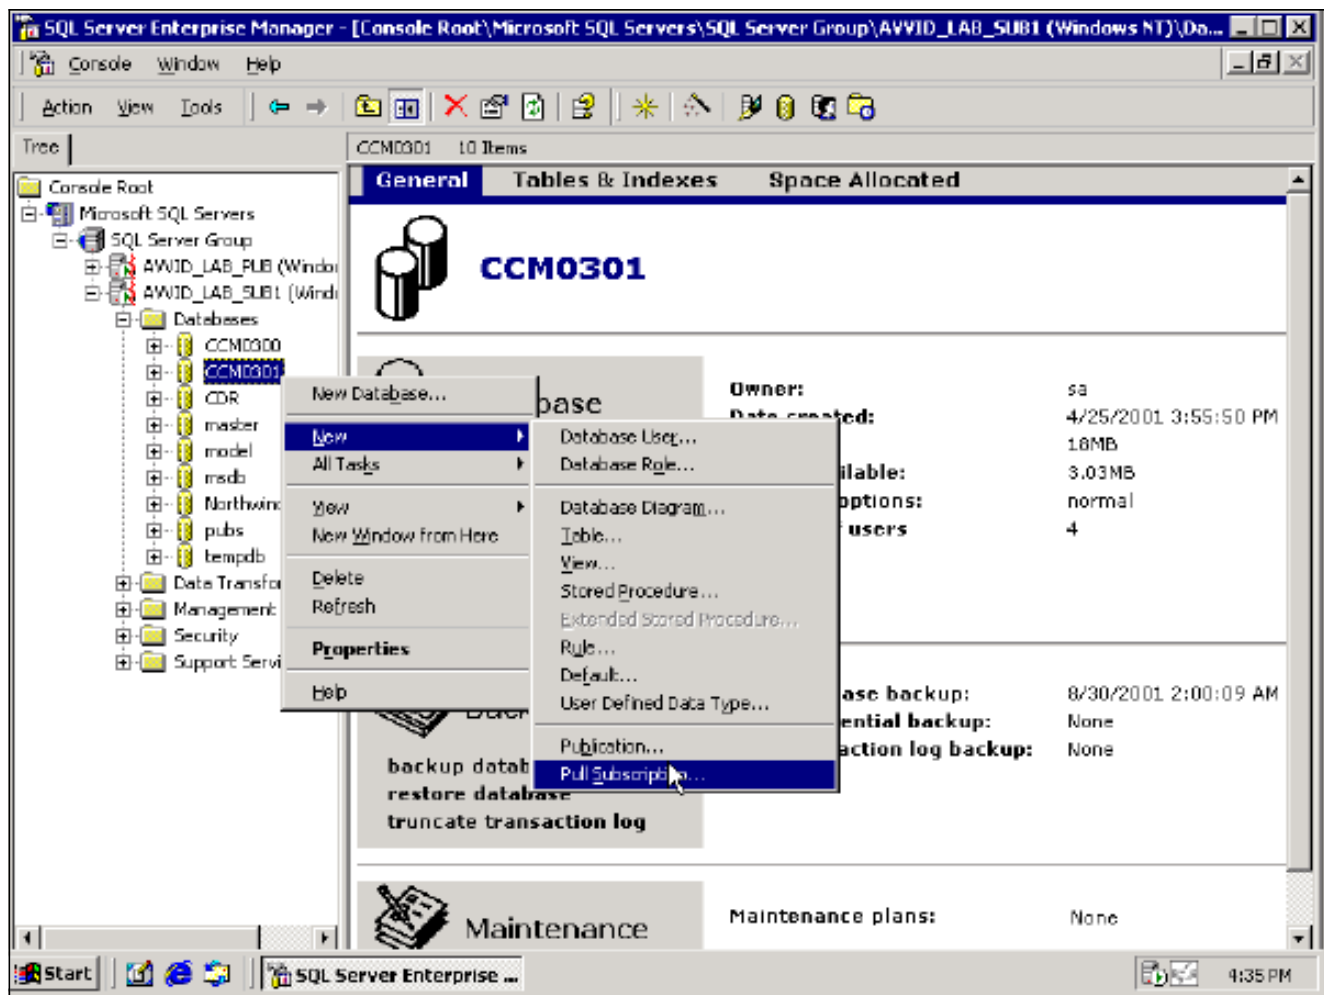 SQL Server Enterprise Manager - [Console Root\Microsoft SQL Servers\SQL Server Group\AVVID_LAB_SUB1 (Windows NT)\Da...
Console Window Help
Action View Tools
Tree
CCM0301 10 Items
Console Root
Microsoft SQL Servers
SQL Server Group
AVVID_LAB_PUB (Windo
AVVID_LAB_SUB1 (Wind
Databases
CCM0300
CCM0301
CDR
master
model
msdb
Northwind
pubs
tempdb
Data Transfo
Management
Security
Support Servi
General Tables & Indexes Space Allocated
CCM0301
base
Owner: sa
Date created: 4/25/2001 3:55:50 PM
18MB
ilable: 3.03MB
options: normal
users 4
New Database...
New
All Tasks
View
New Window from Here
Delete
Refresh
Properties
Help
Database User...
Database Role...
Database Diagram...
Table...
View...
Stored Procedure...
Extended Stored Procedure...
Rule...
Default...
User Defined Data Type...
Publication...
Pull Subscription...
ase backup: 8/30/2001 2:00:09 AM
ential backup: None
action log backup: None
backup datab
restore database
truncate transaction log
Maintenance
Maintenance plans: None
Start
SQL Server Enterprise ...
4:35 PM